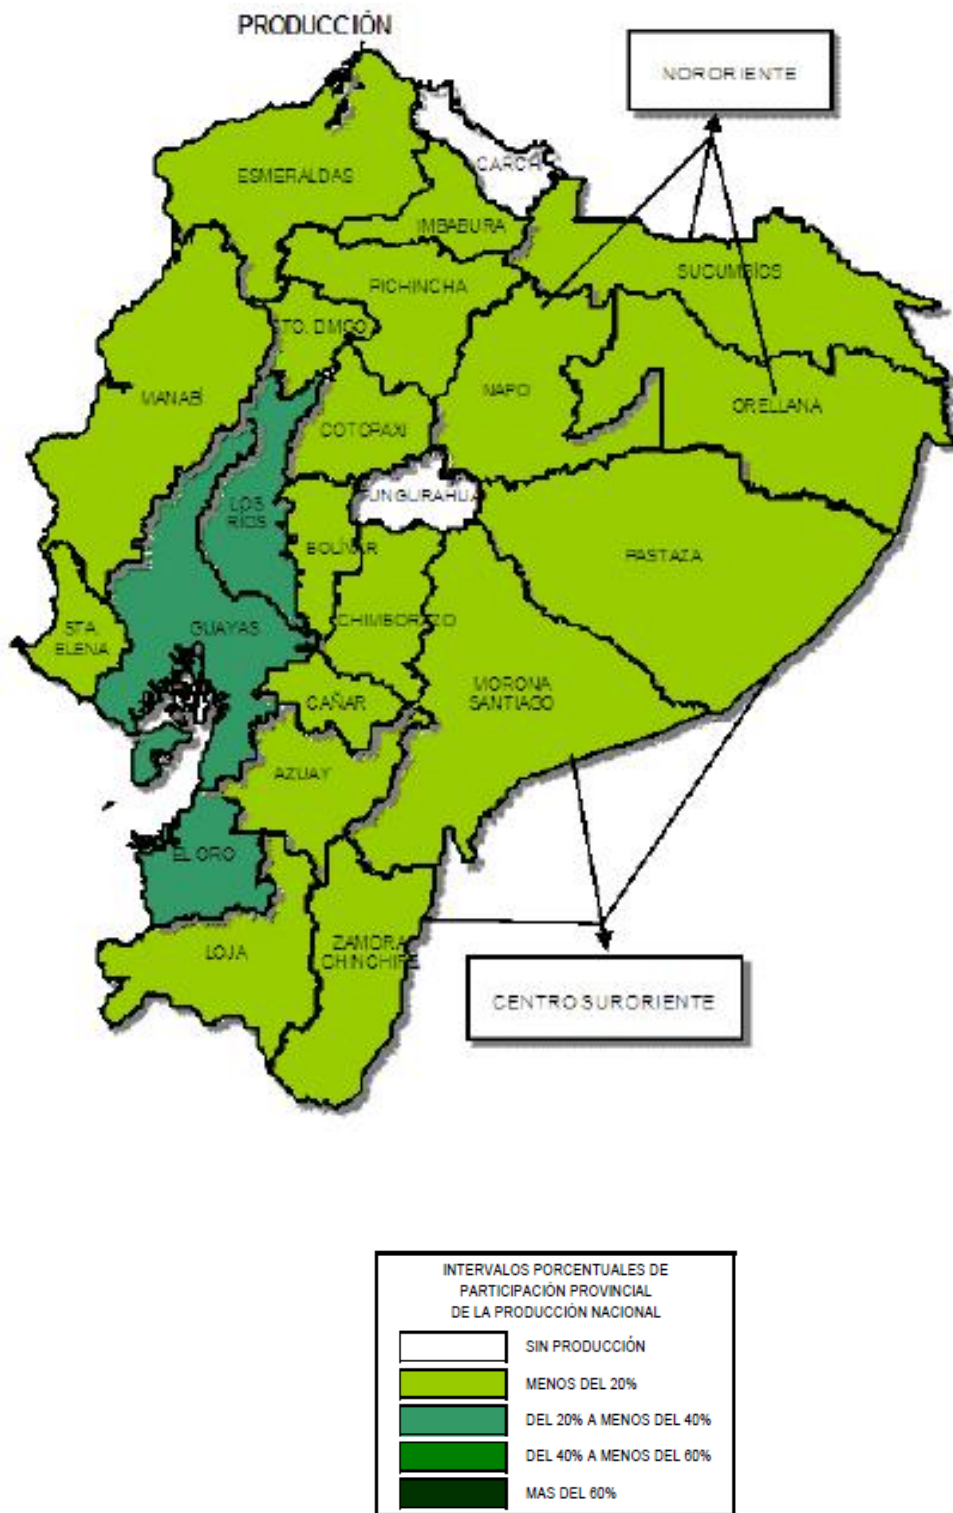 PRODUCCIÓN
NORORIENTE
CARCHI
ESMERALDAS
IMBABURA
SUCUMBÍOS
PICHINCHA
STO. DMGO
NAPO
MANABÍ
ORELLANA
COTOPAXI
UNGURAHUA
LOS
RÍOS
BOLÍVAR
PASTAZA
CHIMBORAZO
GUAYAS
STA.
ELENA
MORONA
SANTIAGO
CAÑAR
AZUAY
EL ORO
ZAMORA
CHINCHIPE
LOJA
CENTRO SURORIENTE
INTERVALOS PORCENTUALES DE
PARTICIPACIÓN PROVINCIAL
DE LA PRODUCCIÓN NACIONAL
SIN PRODUCCIÓN
MENOS DEL 20%
DEL 20% A MENOS DEL 40%
DEL 40% A MENOS DEL 60%
MAS DEL 60%